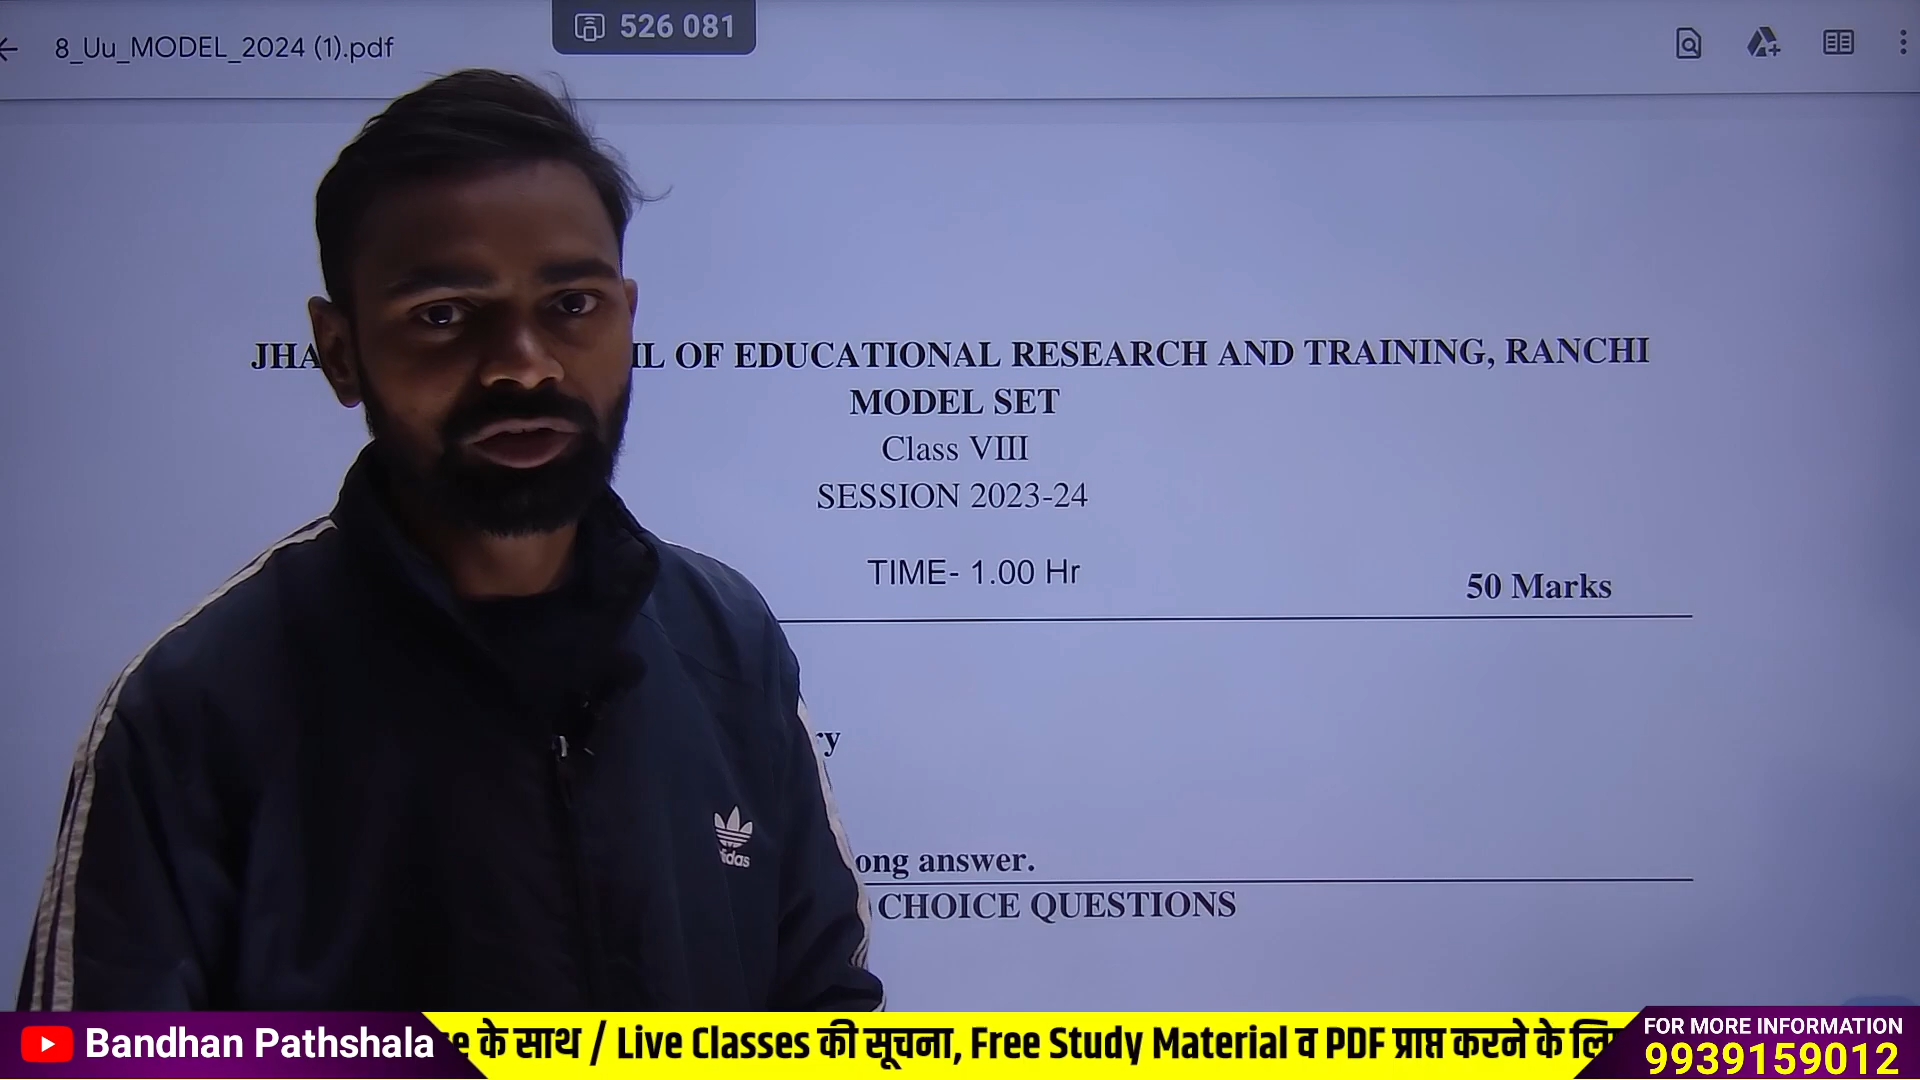 8_Uu_MODEL_2024 (1).pdf
526 081
JHA IL OF EDUCATIONAL RESEARCH AND TRAINING, RANCHI
MODEL SET
Class VIII
SESSION 2023-24
TIME- 1.00 Hr
50 Marks
ry
ong answer.
CHOICE QUESTIONS
adidas
Bandhan Pathshala
e के साथ / Live Classes की सूचना, Free Study Material व PDF प्राप्त करने के लि
FOR MORE INFORMATION
9939159012